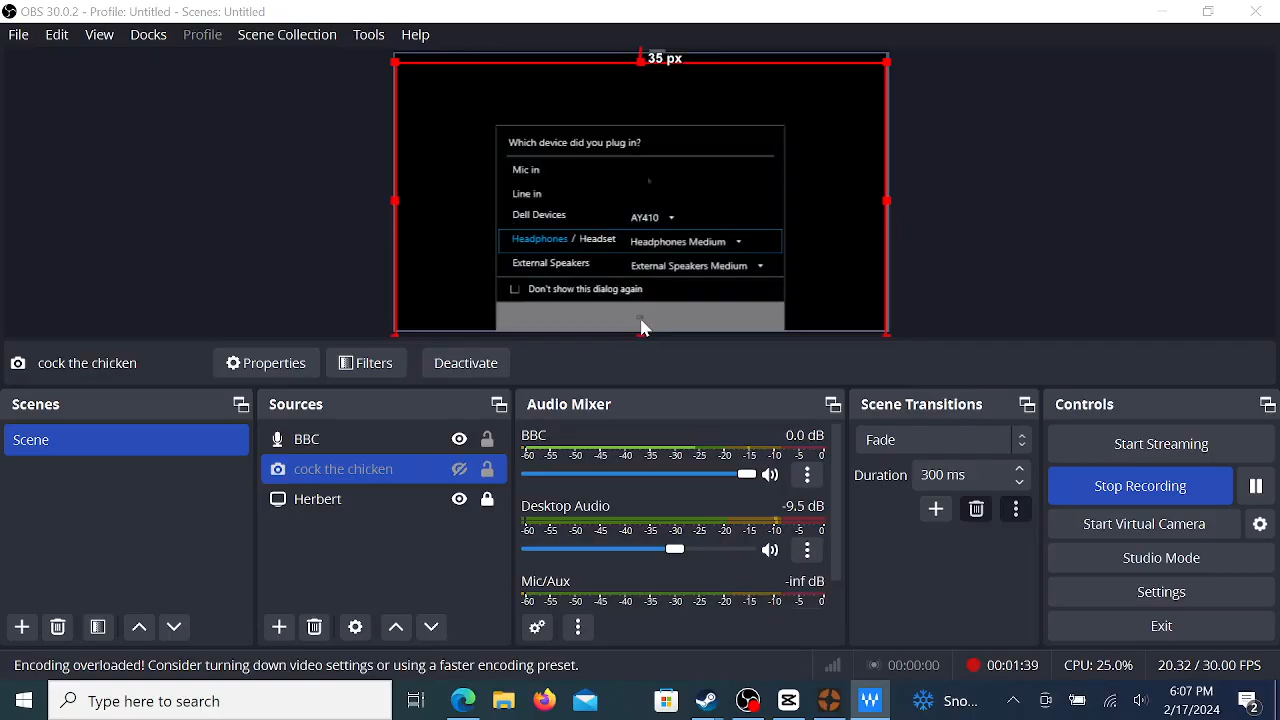 OBS 30.0.2 - Profile: Untitled - Scenes: Untitled
File Edit View Docks Profile Scene Collection Tools Help
35 px
Which device did you plug in?
Mic in
Line in
Dell Devices AY410
Headphones / Headset Headphones Medium
External Speakers External Speakers Medium
Don't show this dialog again
cock the chicken Properties Filters Deactivate
Scenes
Scene
Sources
BBC
cock the chicken
Herbert
Audio Mixer
BBC 0.0 dB
-60 -55 -50 -45 -40 -35 -30 -25 -20 -15 -10 -5 0
Desktop Audio -9.5 dB
-60 -55 -50 -45 -40 -35 -30 -25 -20 -15 -10 -5 0
Mic/Aux -inf dB
-60 -55 -50 -45 -40 -35 -30 -25 -20 -15 -10 -5 0
Scene Transitions
Fade
Duration 300 ms
Controls
Start Streaming
Stop Recording
Start Virtual Camera
Studio Mode
Settings
Exit
Encoding overloaded! Consider turning down video settings or using a faster encoding preset. 00:00:00 00:01:39 CPU: 25.0% 20.32 / 30.00 FPS
Type here to search Sno... 6:07 PM
2/17/2024 2